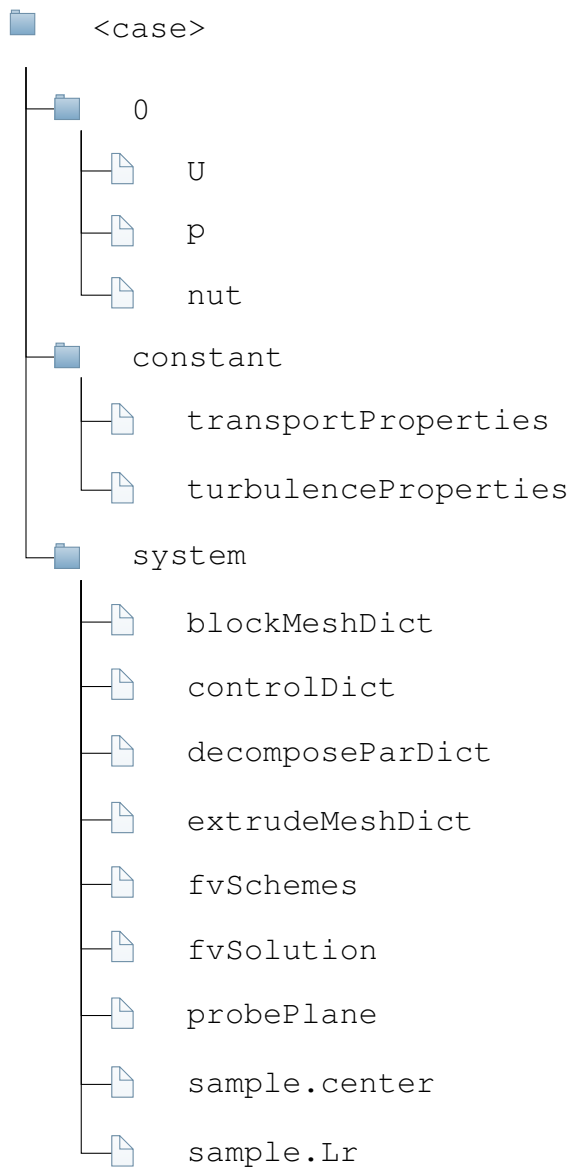 <case>
0
U
p
nut
constant
transportProperties
turbulenceProperties
system
blockMeshDict
controlDict
decomposeParDict
extrudeMeshDict
fvSchemes
fvSolution
probePlane
sample.center
sample.Lr